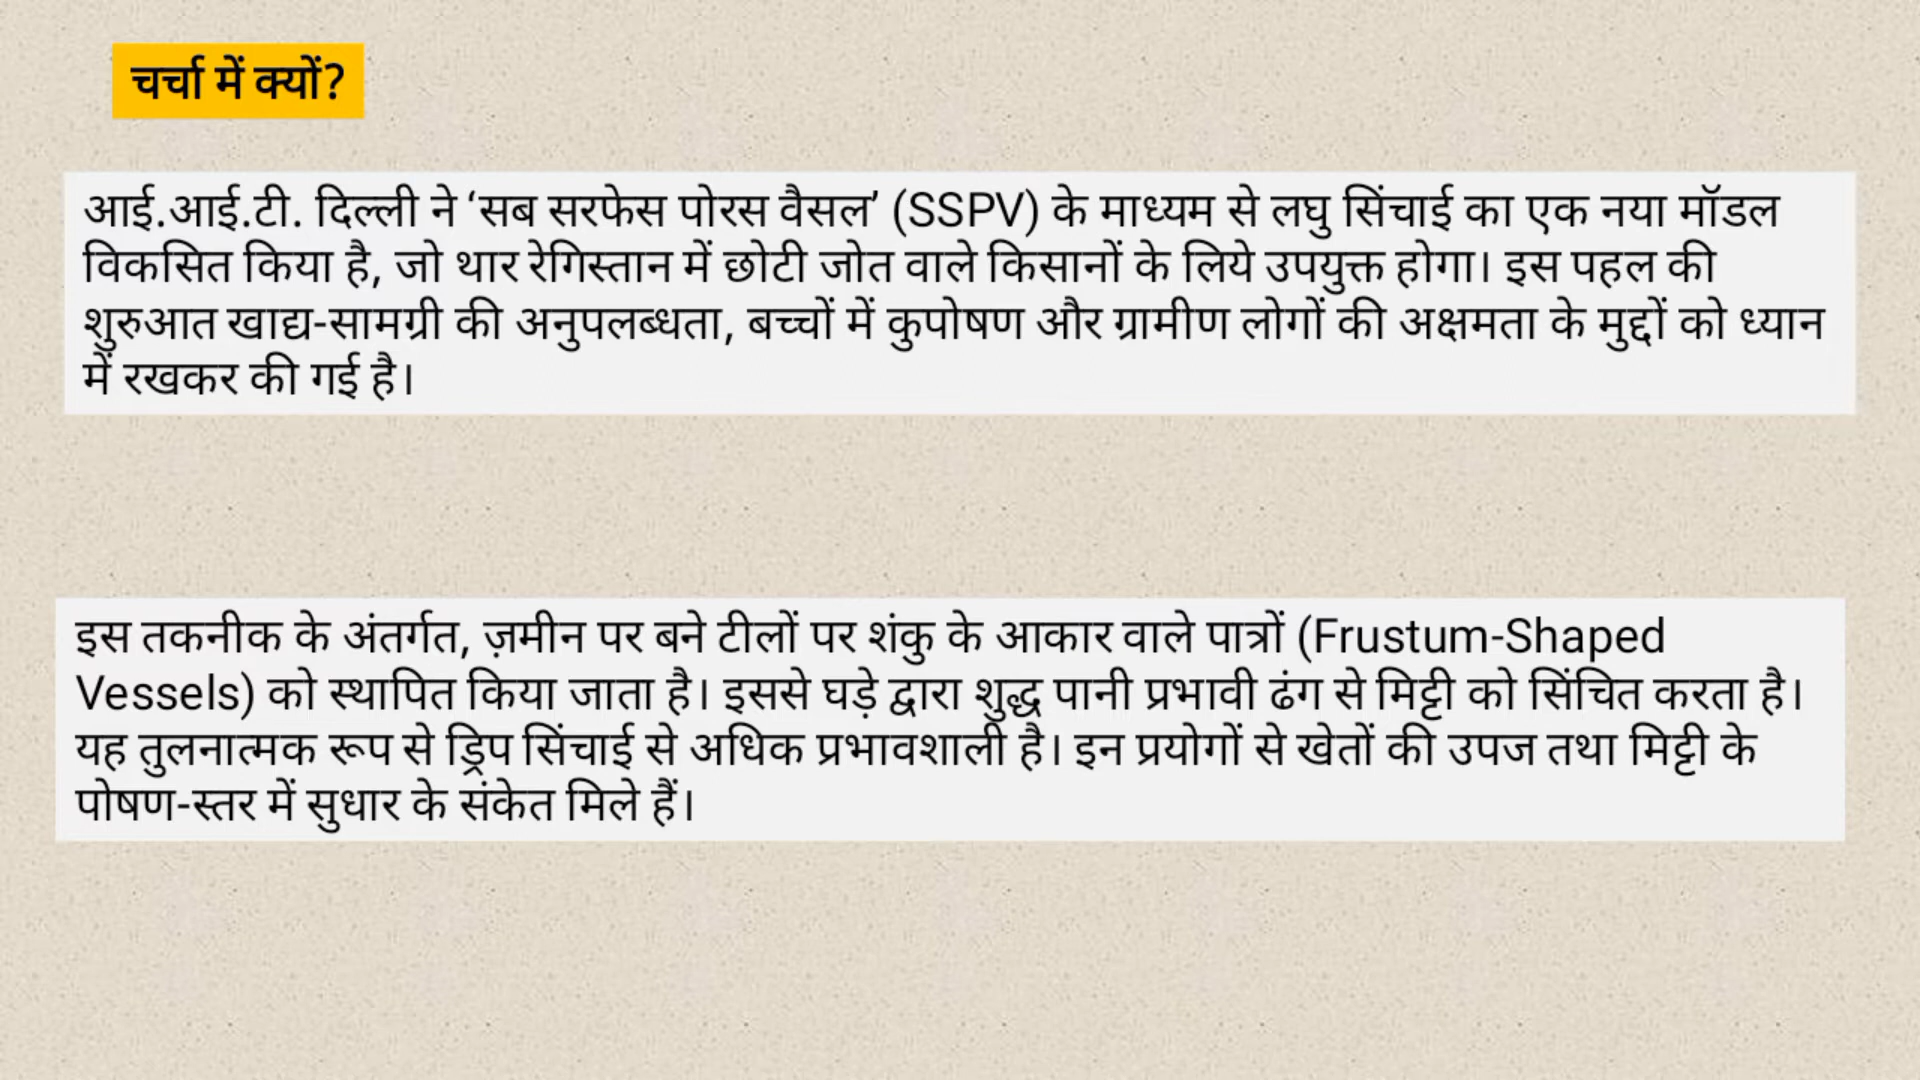 चर्चा में क्यों?
आई.आई.टी. दिल्ली ने ‘सब सरफेस पोरस वैसल’ (SSPV) के माध्यम से लघु सिंचाई का एक नया मॉडल
विकसित किया है, जो थार रेगिस्तान में छोटी जोत वाले किसानों के लिये उपयुक्त होगा। इस पहल की
शुरुआत खाद्य-सामग्री की अनुपलब्धता, बच्चों में कुपोषण और ग्रामीण लोगों की अक्षमता के मुद्दों को ध्यान
में रखकर की गई है।
इस तकनीक के अंतर्गत, ज़मीन पर बने टीलों पर शंकु के आकार वाले पात्रों (Frustum-Shaped
Vessels) को स्थापित किया जाता है। इससे घड़े द्वारा शुद्ध पानी प्रभावी ढंग से मिट्टी को सिंचित करता है।
यह तुलनात्मक रूप से ड्रिप सिंचाई से अधिक प्रभावशाली है। इन प्रयोगों से खेतों की उपज तथा मिट्टी के
पोषण-स्तर में सुधार के संकेत मिले हैं।